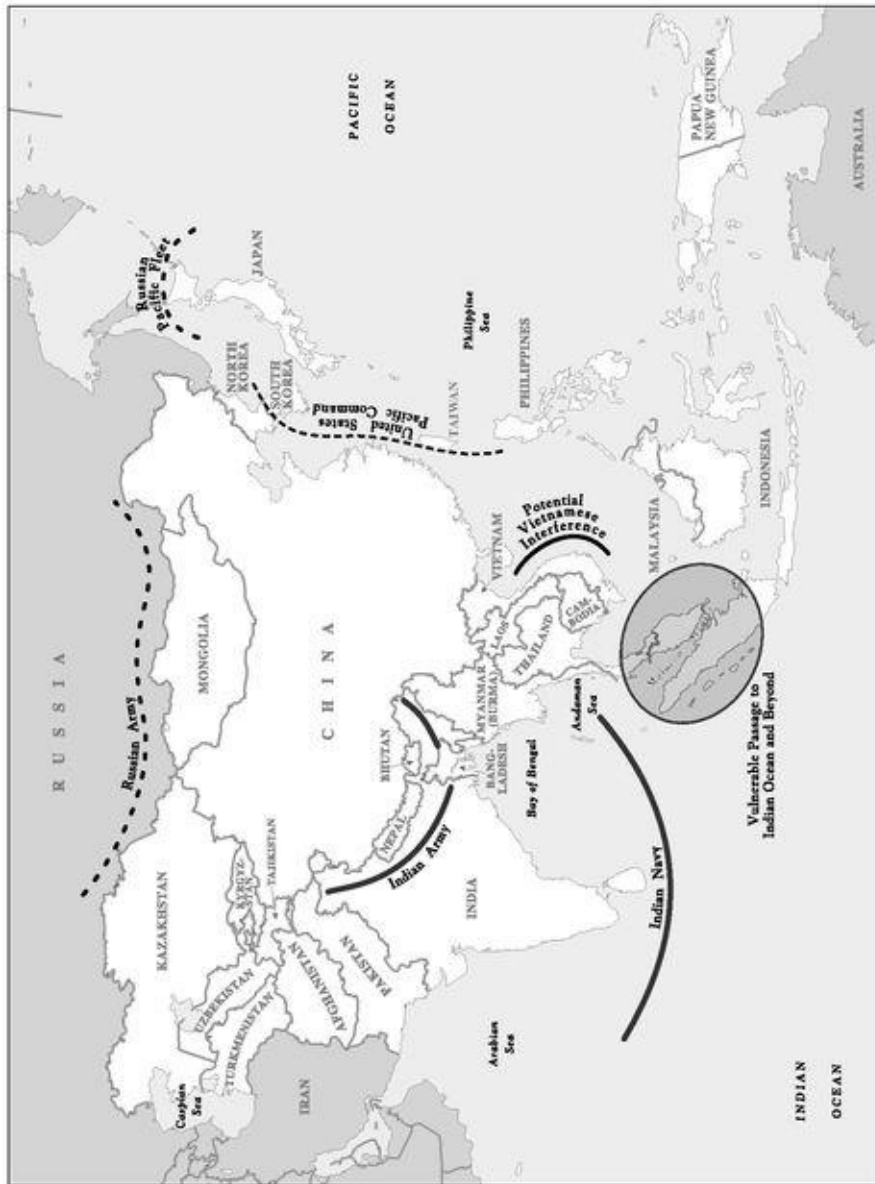 RUSSIA
Russian Army
Russian
Pacific Fleet
KAZAKHSTAN
MONGOLIA
Caspian
Sea
UZBEKISTAN
KYRGYZ-
STAN
TAJIKISTAN
TURKMENISTAN
AFGHANISTAN
IRAN
PAKISTAN
CHINA
NORTH
KOREA
SOUTH
KOREA
JAPAN
United States
Pacific Command
PACIFIC
OCEAN
NEPAL
BHUTAN
Indian Army
INDIA
BANG-
LADESH
MYANMAR
(BURMA)
LAOS
VIETNAM
THAILAND
CAM-
BODIA
TAIWAN
Philippine
Sea
PHILIPPINES
Potential
Vietnamese
Interference
Arabian
Sea
Bay of Bengal
Andaman
Sea
Indian Navy
MALAYSIA
INDONESIA
PAPUA
NEW GUINEA
Vulnerable Passage to
Indian Ocean and Beyond
INDIAN
OCEAN
AUSTRALIA